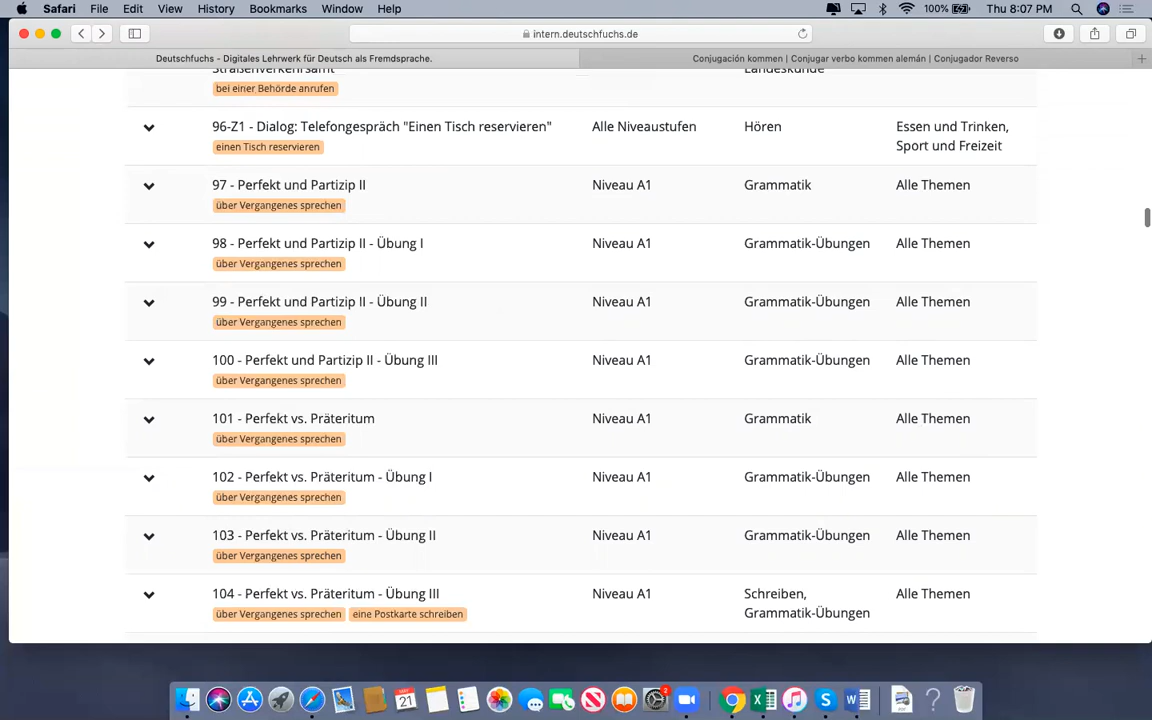 Safari File Edit View History Bookmarks Window Help 100% Thu 8:07 PM
intern.deutschfuchs.de
Deutschfuchs - Digitales Lehrwerk für Deutsch als Fremdsprache.
Conjugación kommen | Conjugar verbo kommen alemán | Conjugador Reverso
Straßenverkehrsamt Landeskunde
bei einer Behörde anrufen
96-Z1 - Dialog: Telefongespräch "Einen Tisch reservieren" Alle Niveaustufen Hören Essen und Trinken,
einen Tisch reservieren Sport und Freizeit
97 - Perfekt und Partizip II Niveau A1 Grammatik Alle Themen
über Vergangenes sprechen
98 - Perfekt und Partizip II - Übung I Niveau A1 Grammatik-Übungen Alle Themen
über Vergangenes sprechen
99 - Perfekt und Partizip II - Übung II Niveau A1 Grammatik-Übungen Alle Themen
über Vergangenes sprechen
100 - Perfekt und Partizip II - Übung III Niveau A1 Grammatik-Übungen Alle Themen
über Vergangenes sprechen
101 - Perfekt vs. Präteritum Niveau A1 Grammatik Alle Themen
über Vergangenes sprechen
102 - Perfekt vs. Präteritum - Übung I Niveau A1 Grammatik-Übungen Alle Themen
über Vergangenes sprechen
103 - Perfekt vs. Präteritum - Übung II Niveau A1 Grammatik-Übungen Alle Themen
über Vergangenes sprechen
104 - Perfekt vs. Präteritum - Übung III Niveau A1 Schreiben, Alle Themen
über Vergangenes sprechen eine Postkarte schreiben Grammatik-Übungen
21
2